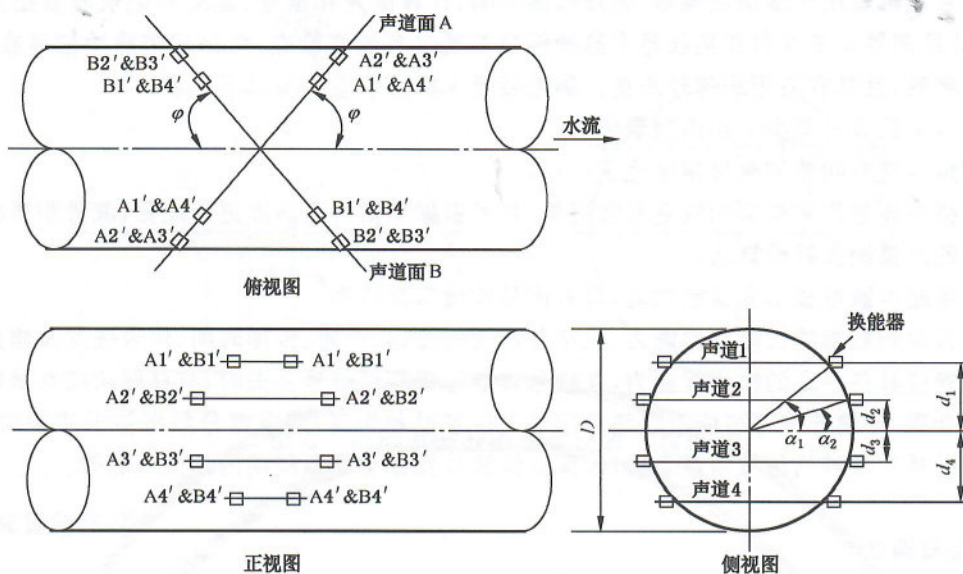 B2′&B3′
B1′&B4′
φ
声道面A
A2′&A3′
A1′&A4′
φ
水流
A1′&A4′
A2′&A3′
B1′&B4′
B2′&B3′
声道面B
俯视图
A1′&B1′
A1′&B1′
A2′&B2′
A2′&B2′
A3′&B3′
A3′&B3′
A4′&B4′
A4′&B4′
正视图
换能器
声道1
声道2
声道3
声道4
D
α₁
α₂
d₁
d₂
d₃
d₄
侧视图